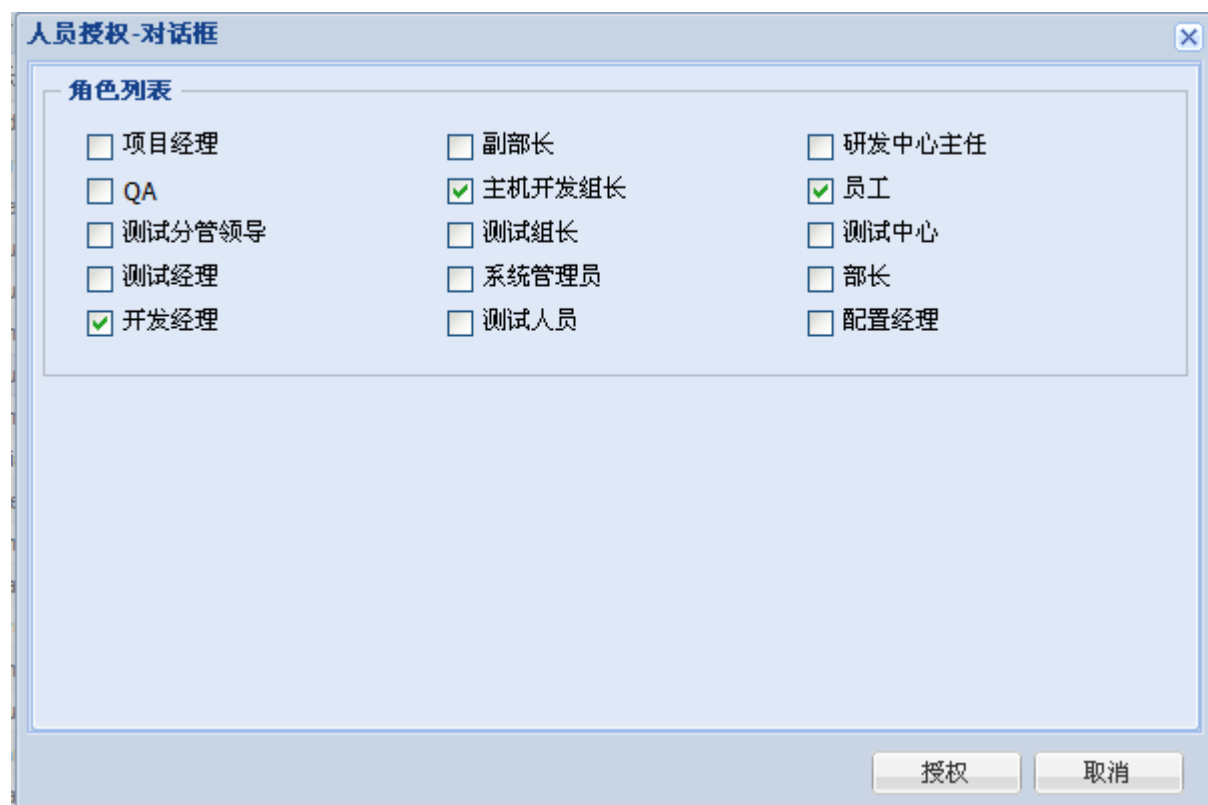 人员授权-对话框
角色列表
项目经理 副部长 研发中心主任
QA 主机开发组长 员工
测试分管领导 测试组长 测试中心
测试经理 系统管理员 部长
开发经理 测试人员 配置经理
授权 取消